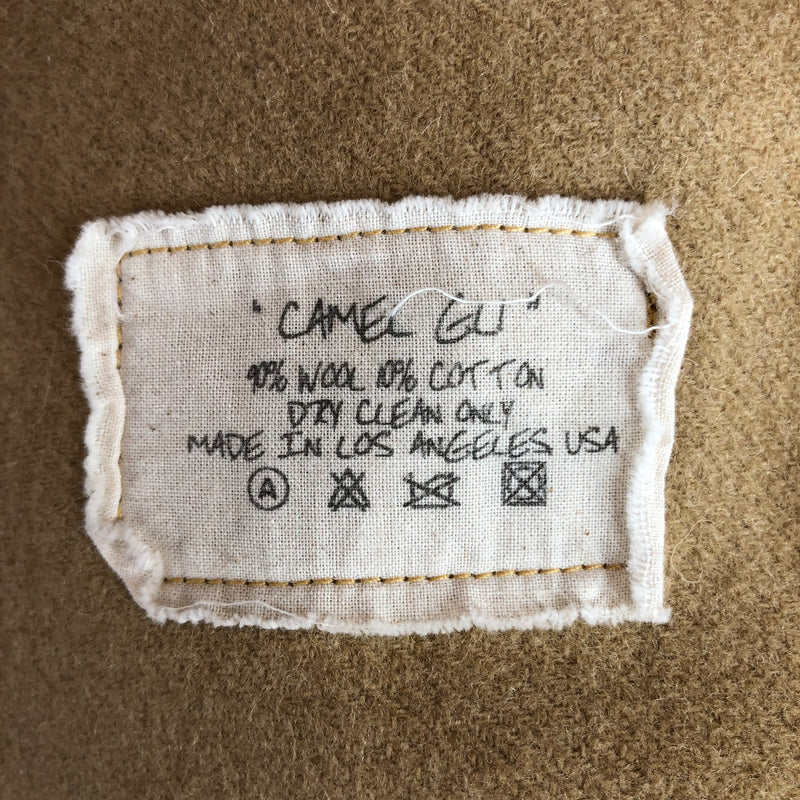 "CAMEL GLI"
90% WOOL 10% COTTON
DRY CLEAN ONLY
MADE IN LOS ANGELES USA
A